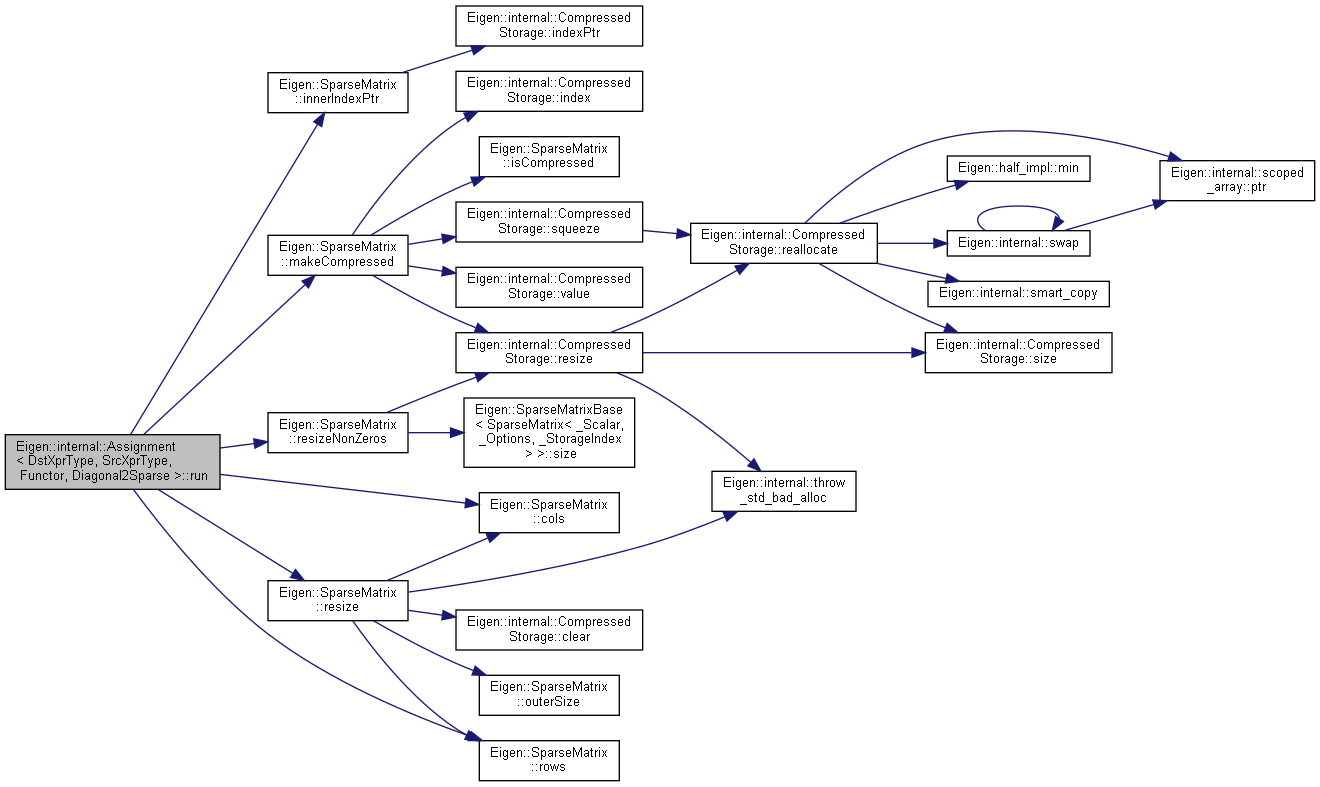 Eigen::internal::Assignment
< DstXprType, SrcXprType,
Functor, Diagonal2Sparse >::run
Eigen::SparseMatrix
::innerIndexPtr
Eigen::internal::Compressed
Storage::indexPtr
Eigen::SparseMatrix
::makeCompressed
Eigen::internal::Compressed
Storage::index
Eigen::SparseMatrix
::isCompressed
Eigen::internal::Compressed
Storage::squeeze
Eigen::internal::Compressed
Storage::value
Eigen::internal::Compressed
Storage::resize
Eigen::internal::Compressed
Storage::reallocate
Eigen::half_impl::min
Eigen::internal::scoped
_array::ptr
Eigen::internal::swap
Eigen::internal::smart_copy
Eigen::internal::Compressed
Storage::size
Eigen::SparseMatrix
::resizeNonZeros
Eigen::SparseMatrixBase
< SparseMatrix< _Scalar,
_Options, _StorageIndex
> >::size
Eigen::internal::throw
_std_bad_alloc
Eigen::SparseMatrix
::cols
Eigen::SparseMatrix
::resize
Eigen::internal::Compressed
Storage::clear
Eigen::SparseMatrix
::outerSize
Eigen::SparseMatrix
::rows